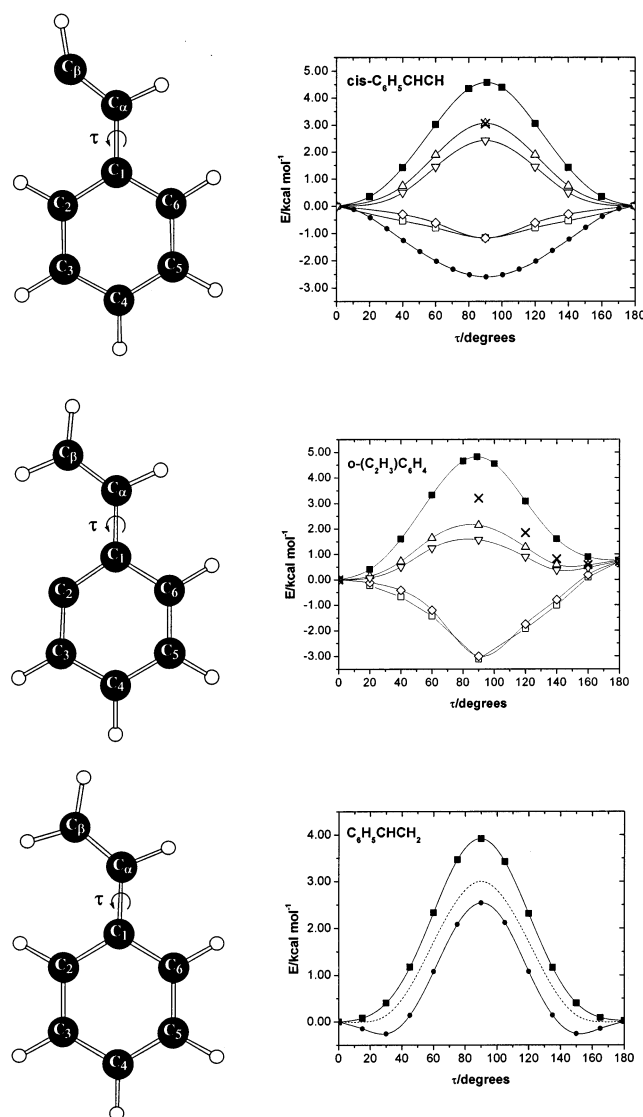 Cβ
Cα
τ
C1
C2
C6
C3
C5
C4
cis-C6H5CHCH
E/kcal mol-1
5.00
4.00
3.00
2.00
1.00
0.00
-1.00
-2.00
-3.00
0 20 40 60 80 100 120 140 160 180
τ/degrees
Cβ
Cα
τ
C1
C2
C6
C3
C5
C4
o-(C2H3)C6H4
E/kcal mol-1
5.00
4.00
3.00
2.00
1.00
0.00
-1.00
-2.00
-3.00
0 20 40 60 80 100 120 140 160 180
τ/degrees
Cβ
Cα
τ
C1
C2
C6
C3
C5
C4
C6H5CHCH2
E/kcal mol-1
4.00
3.00
2.00
1.00
0.00
0 20 40 60 80 100 120 140 160 180
τ/degrees